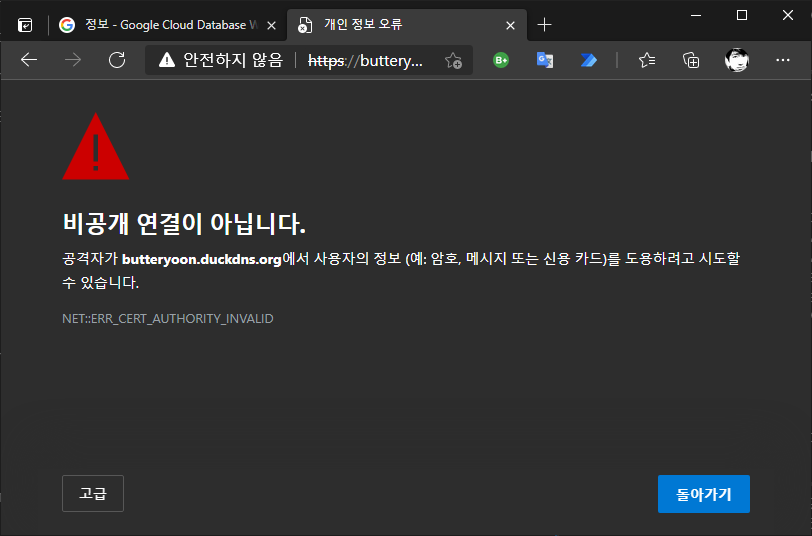 정보 - Google Cloud Database W
개인 정보 오류
안전하지 않음
https://buttery...
B+
비공개 연결이 아닙니다.
공격자가 butteryoon.duckdns.org에서 사용자의 정보 (예: 암호, 메시지 또는 신용 카드)를 도용하려고 시도할
수 있습니다.
NET::ERR_CERT_AUTHORITY_INVALID
고급
돌아가기